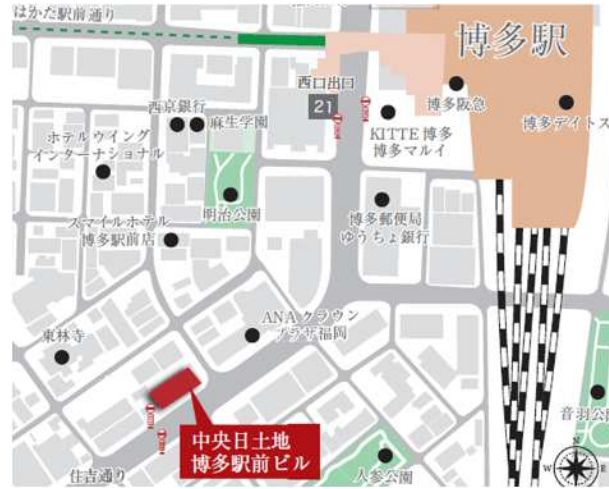 はかた駅前通り
博多駅
西口出口
21
西京銀行
麻生学園
博多阪急
博多デイトス
KITTE 博多
博多マルイ
ホテルウイング
インターナショナル
明治公園
スマイルホテル
博多駅前店
博多郵便局
ゆうちょ銀行
ANAクラウン
プラザ福岡
東林寺
音羽公
中央日土地
博多駅前ビル
住吉通り
人参公園
N
W
E
S